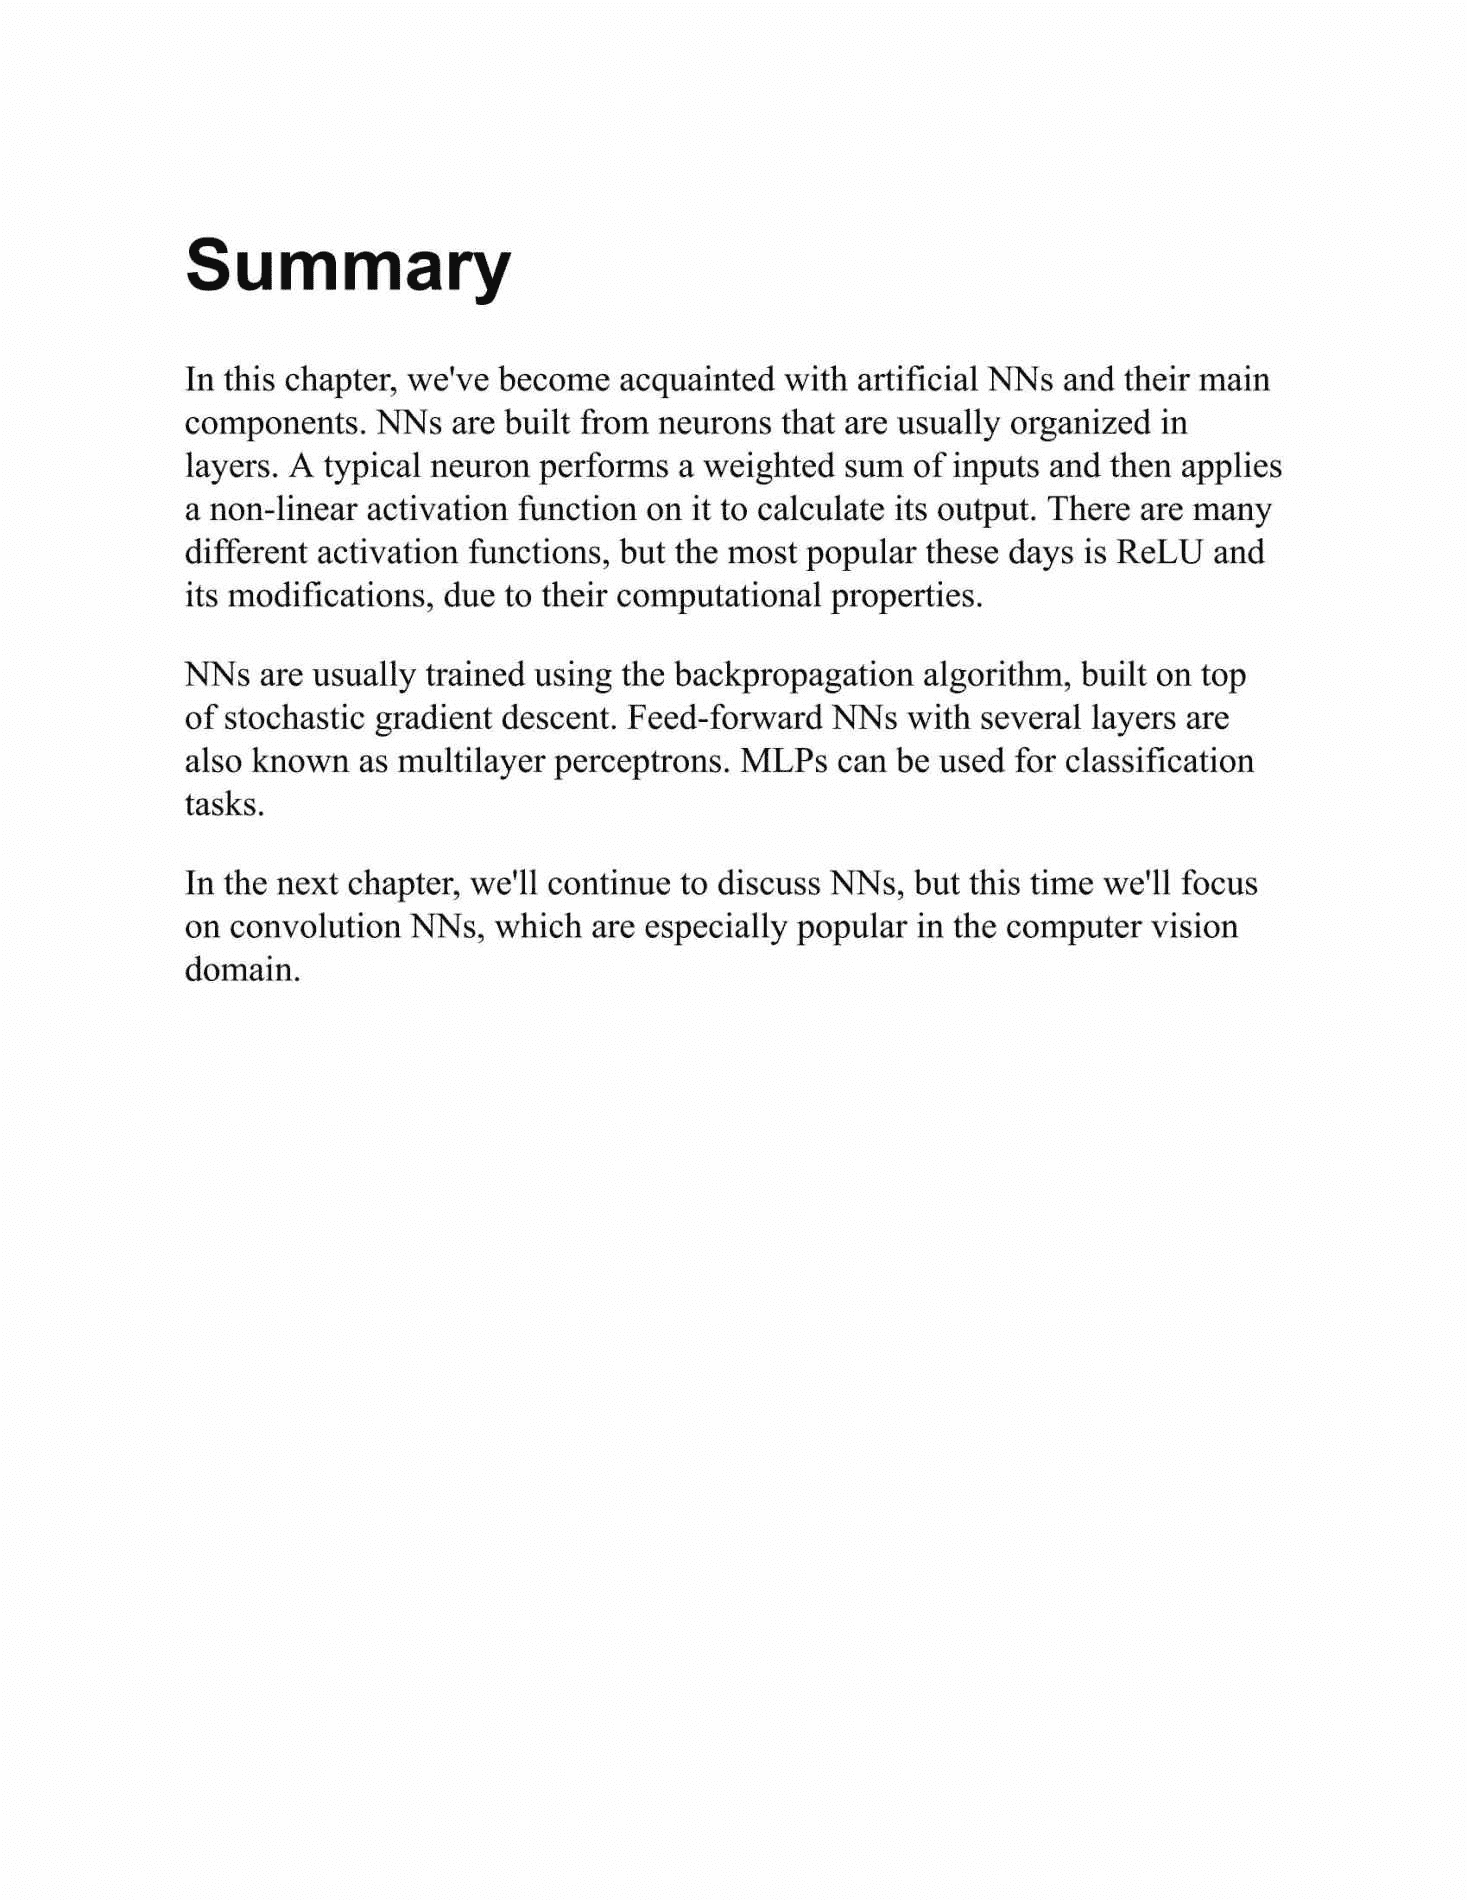 Summary
In this chapter, we've become acquainted with artificial NNs and their main
components. NNs are built from neurons that are usually organized in
layers. A typical neuron performs a weighted sum of inputs and then applies
a non-linear activation function on it to calculate its output. There are many
different activation functions, but the most popular these days is ReLU and
its modifications, due to their computational properties.
NNs are usually trained using the backpropagation algorithm, built on top
of stochastic gradient descent. Feed-forward NNs with several layers are
also known as multilayer perceptrons. MLPs can be used for classification
tasks.
In the next chapter, we'll continue to discuss NNs, but this time we'll focus
on convolution NNs, which are especially popular in the computer vision
domain.